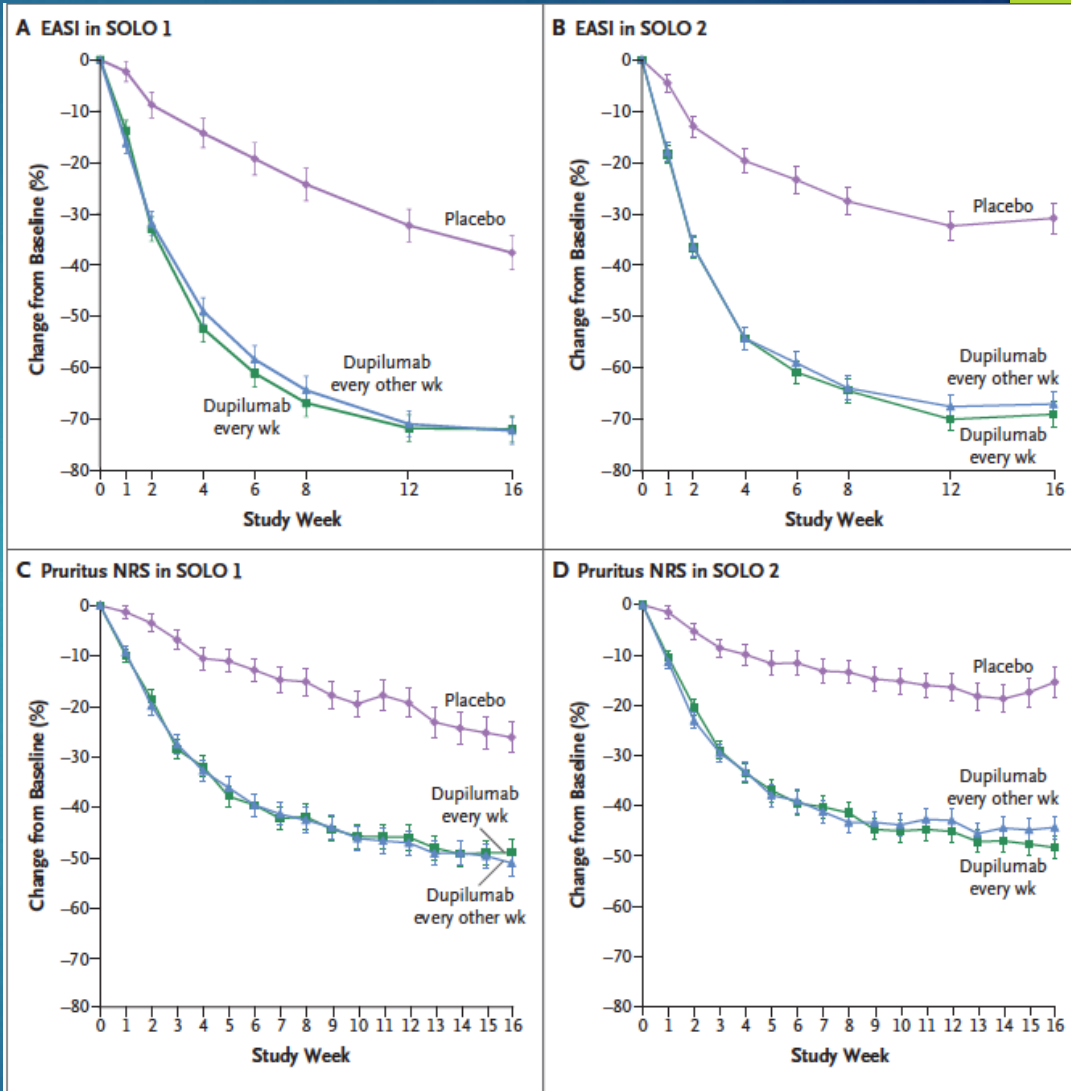 A EASI in SOLO 1
Change from Baseline (%)
0
−10
−20
−30
−40
−50
−60
−70
−80
Placebo
Dupilumab
every other wk
Dupilumab
every wk
0 1 2 4 6 8 12 16
Study Week
B EASI in SOLO 2
Change from Baseline (%)
0
−10
−20
−30
−40
−50
−60
−70
−80
Placebo
Dupilumab
every other wk
Dupilumab
every wk
0 1 2 4 6 8 12 16
Study Week
C Pruritus NRS in SOLO 1
Change from Baseline (%)
0
−10
−20
−30
−40
−50
−60
−70
−80
Placebo
Dupilumab
every wk
Dupilumab
every other wk
0 1 2 3 4 5 6 7 8 9 10 11 12 13 14 15 16
Study Week
D Pruritus NRS in SOLO 2
Change from Baseline (%)
0
−10
−20
−30
−40
−50
−60
−70
−80
Placebo
Dupilumab
every other wk
Dupilumab
every wk
0 1 2 3 4 5 6 7 8 9 10 11 12 13 14 15 16
Study Week